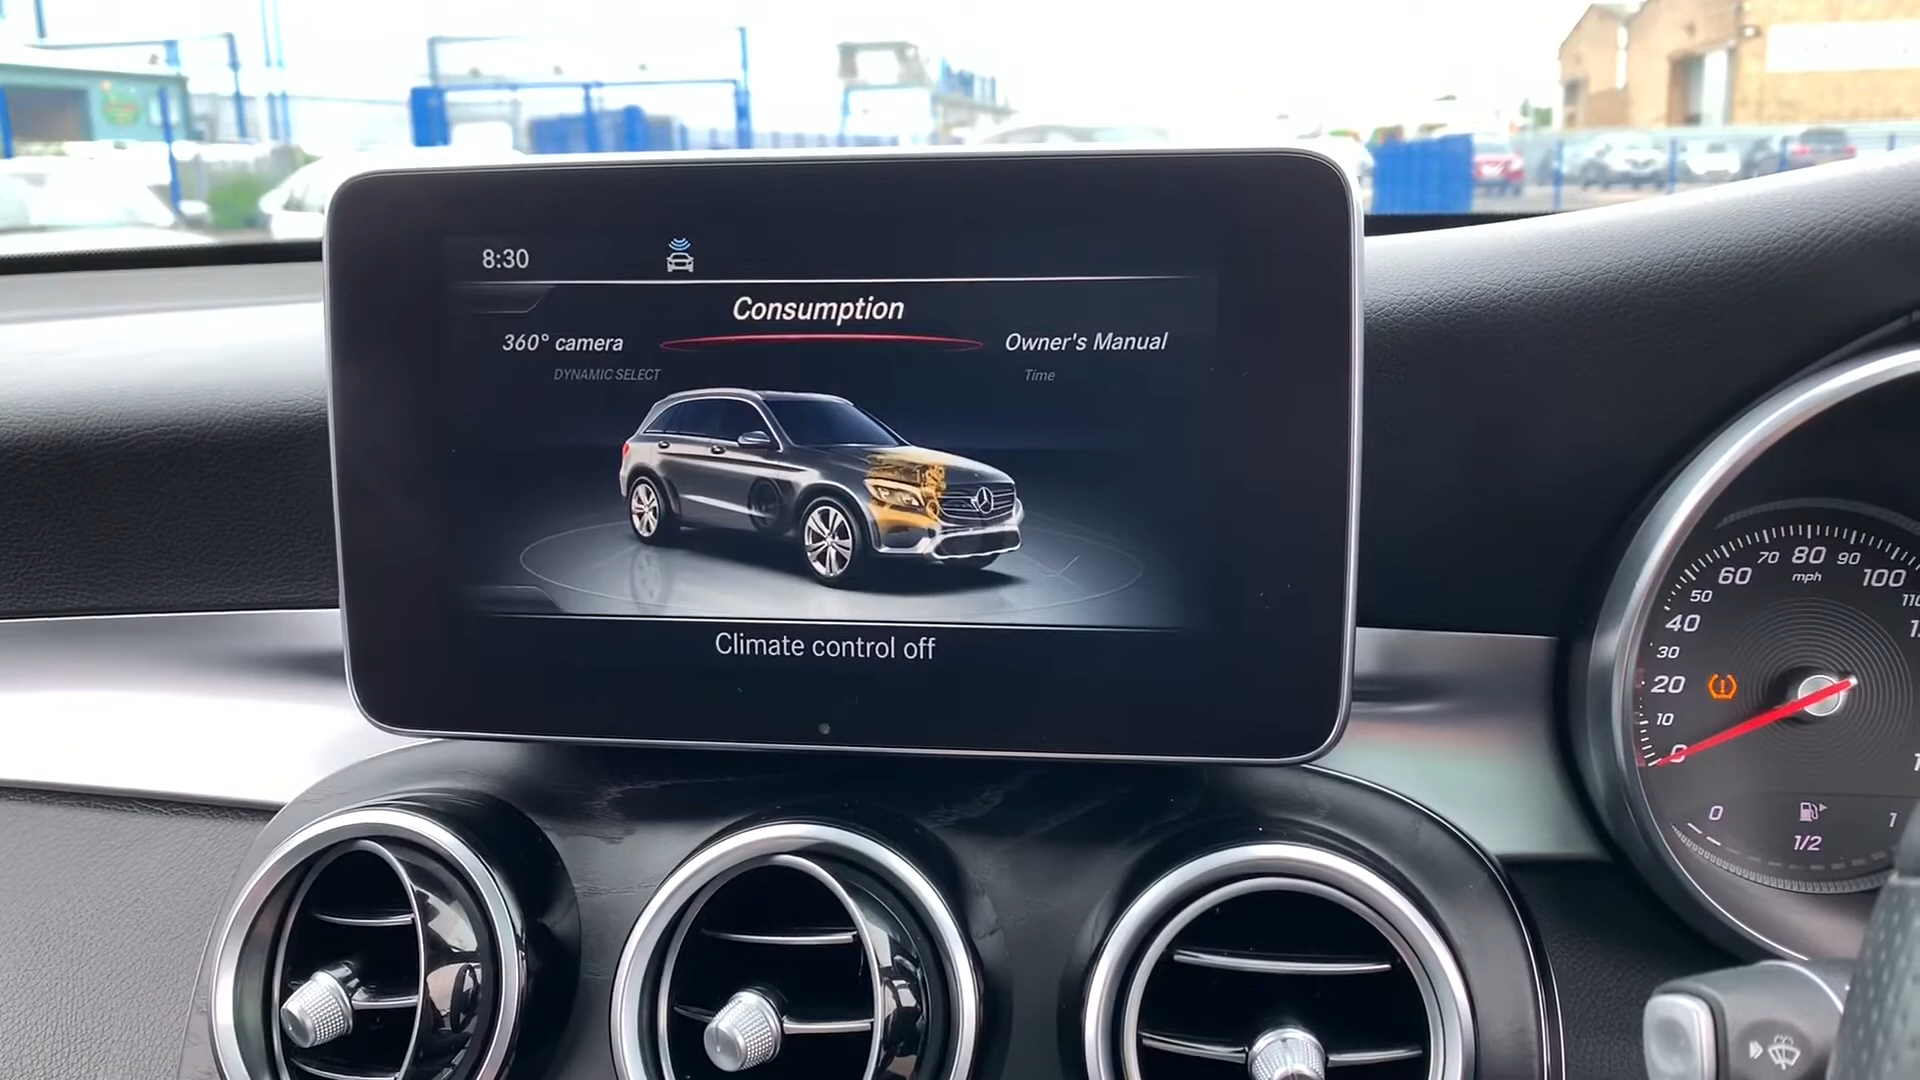 8:30
Consumption
360° camera
Owner's Manual
DYNAMIC SELECT
Time
Climate control off
70 80 90
60
mph
100
50
40
30
20
10
0
0
1/2
1